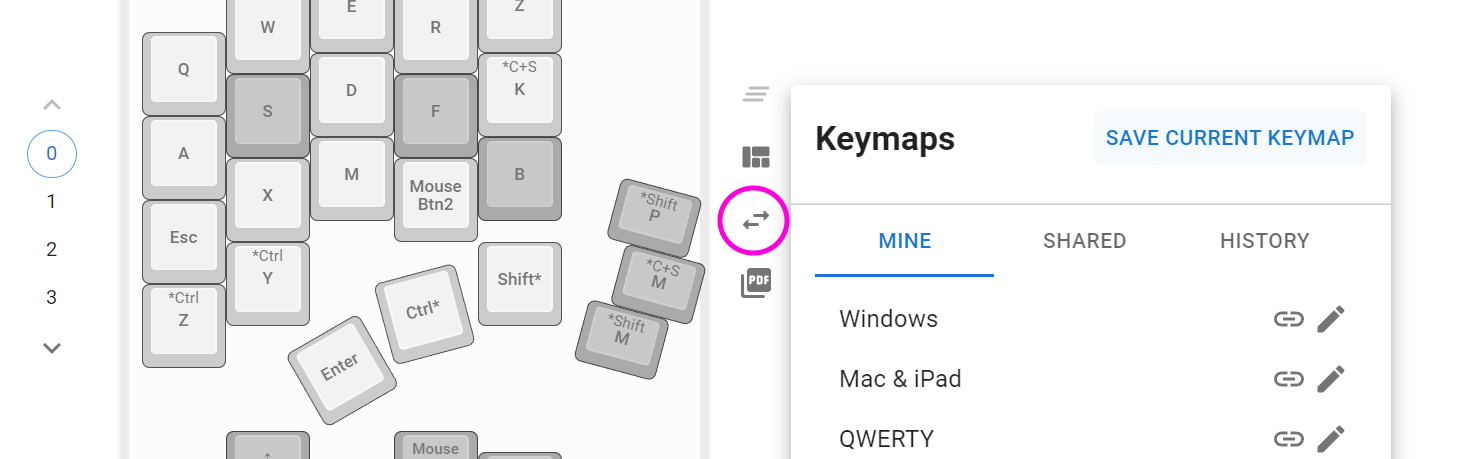 W
E
R
Z
Q
S
D
F
*C+S
K
A
X
M
Mouse
Btn2
B
Esc
*Ctrl
Y
Ctrl*
Shift*
*Ctrl
Z
Enter
*Shift
P
*C+S
M
*Shift
M
↑
Mouse
0
1
2
3
PDF
Keymaps
SAVE CURRENT KEYMAP
MINE
SHARED
HISTORY
Windows
Mac & iPad
QWERTY